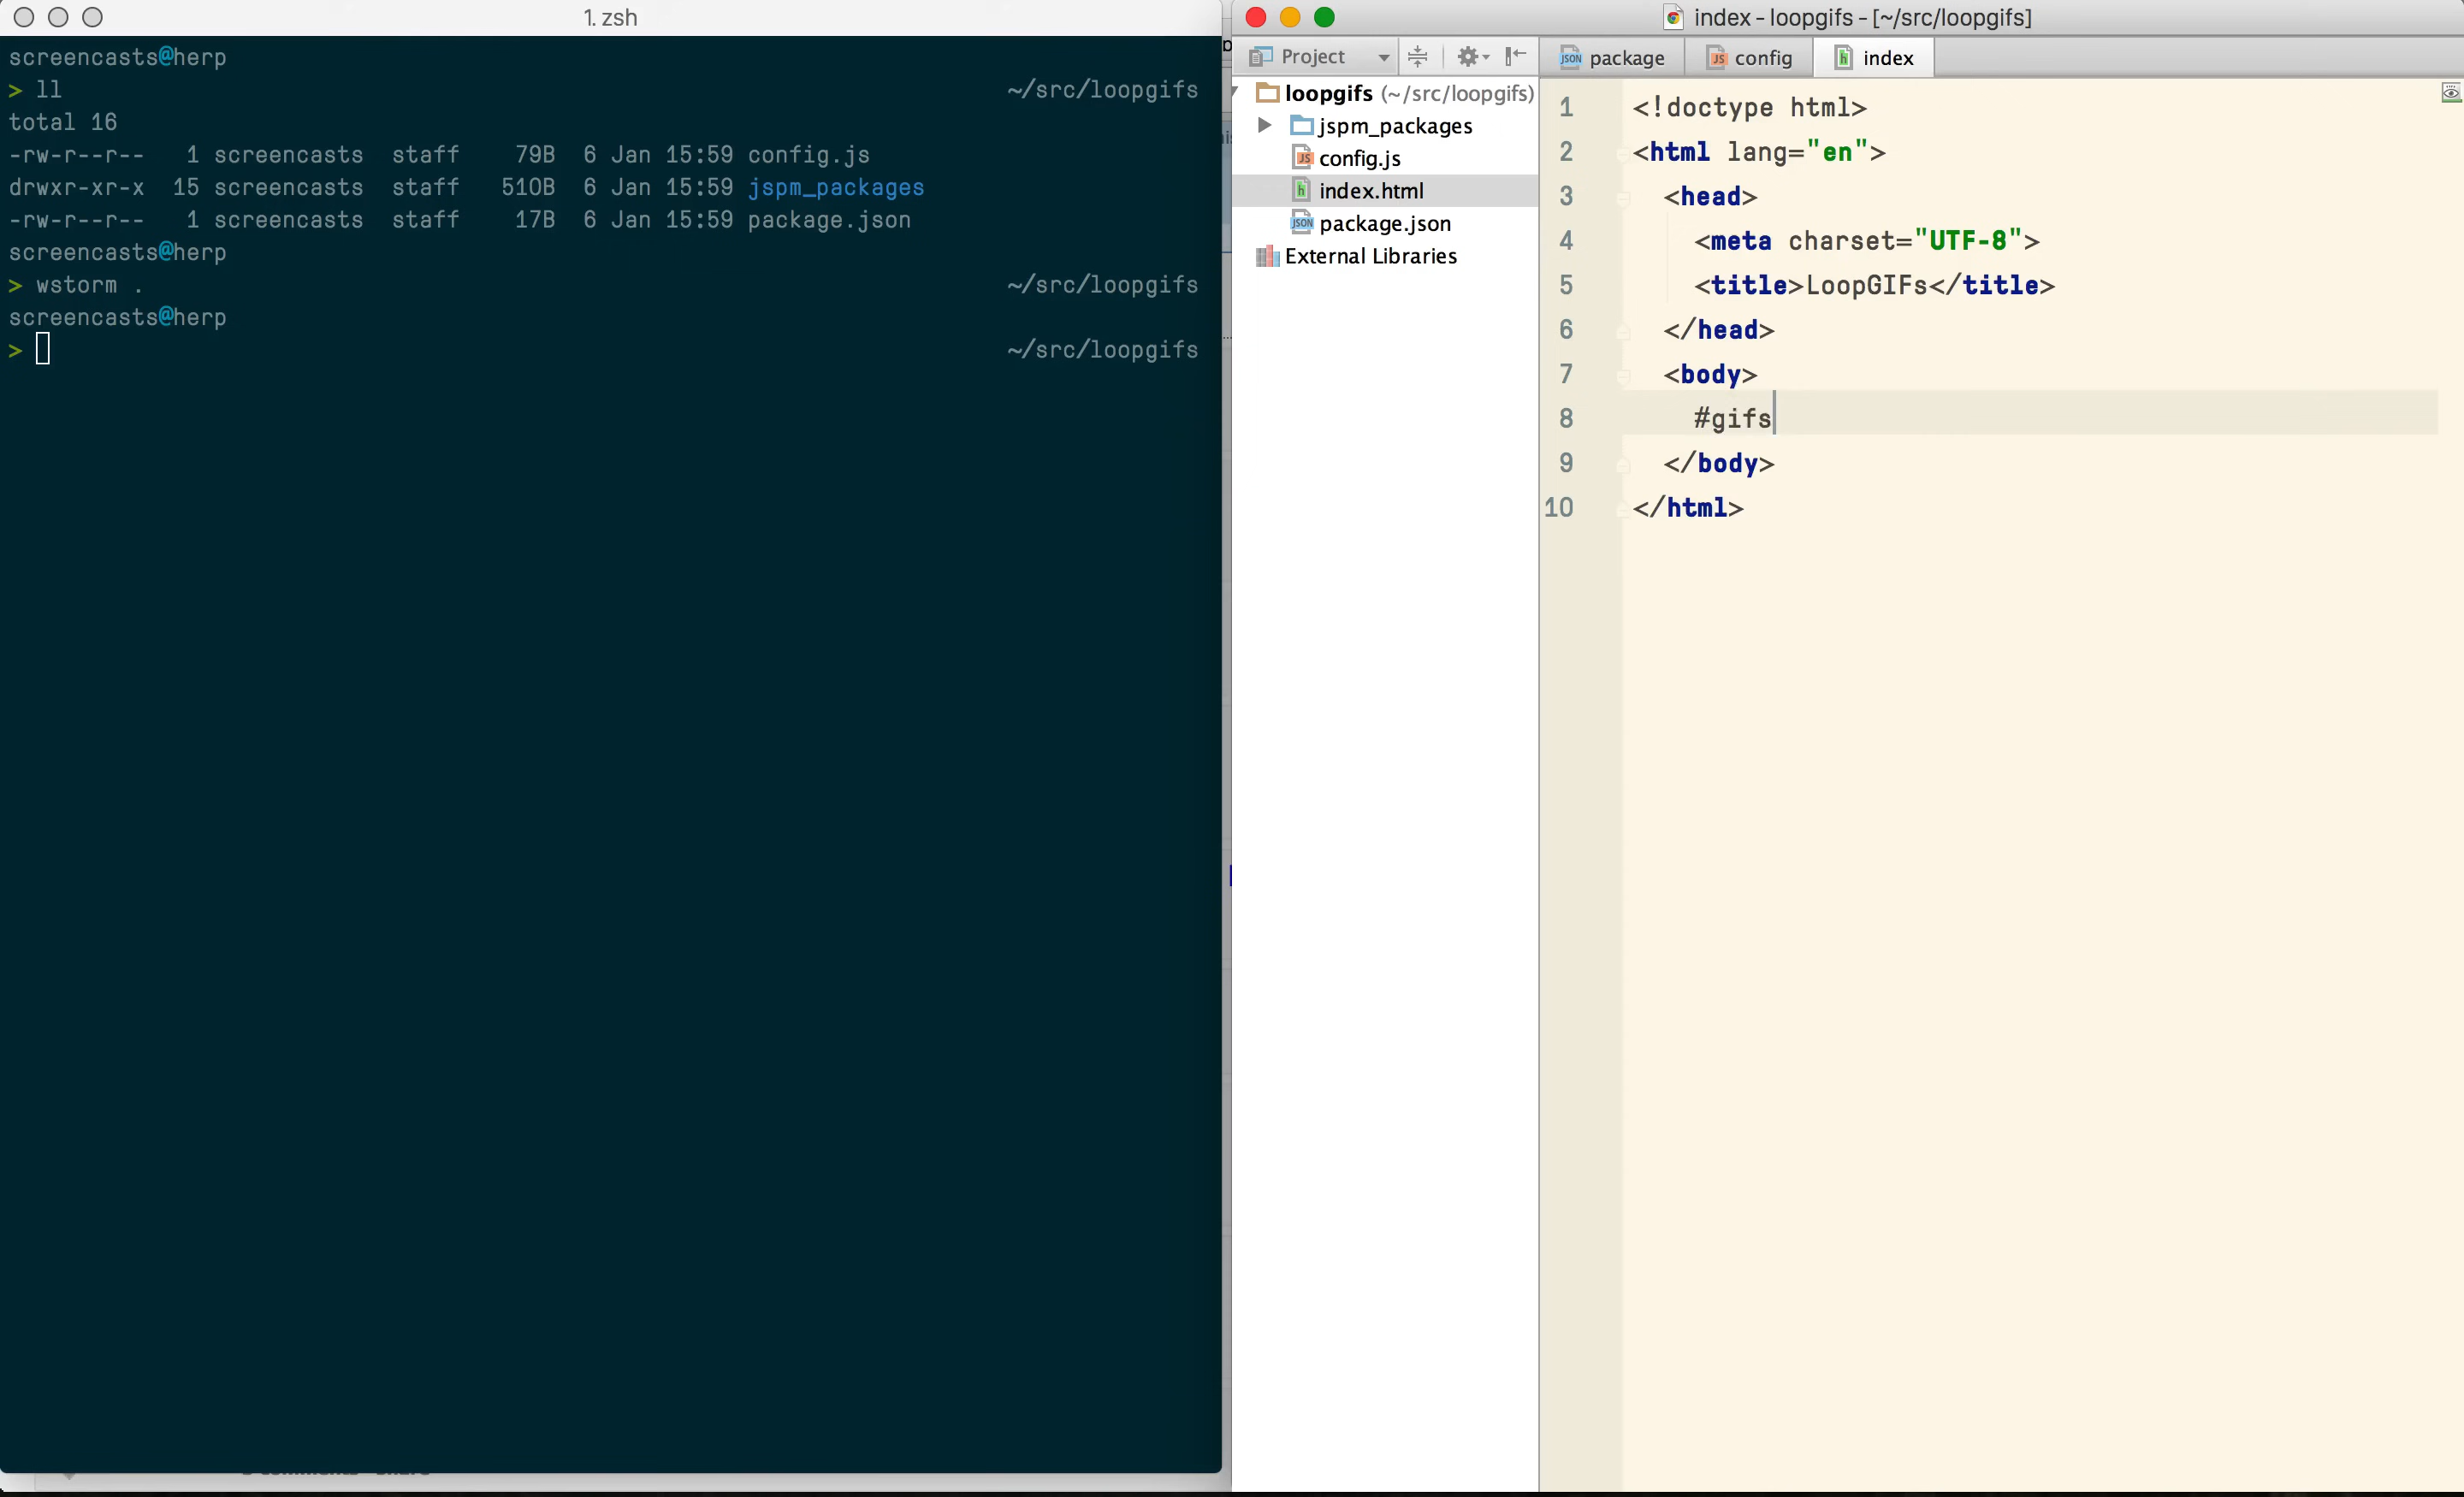 1. zsh
screencasts@herp
> ll ~/src/loopgifs
total 16
-rw-r--r-- 1 screencasts staff 79B 6 Jan 15:59 config.js
drwxr-xr-x 15 screencasts staff 510B 6 Jan 15:59 jspm_packages
-rw-r--r-- 1 screencasts staff 17B 6 Jan 15:59 package.json
screencasts@herp
> wstorm . ~/src/loopgifs
screencasts@herp
> ~/src/loopgifs
index - loopgifs - [~/src/loopgifs]
Project
loopgifs (~/src/loopgifs)
jspm_packages
config.js
index.html
package.json
External Libraries
package config index
1 <!doctype html>
2 <html lang="en">
3 <head>
4 <meta charset="UTF-8">
5 <title>LoopGIFs</title>
6 </head>
7 <body>
8 #gifs
9 </body>
10 </html>